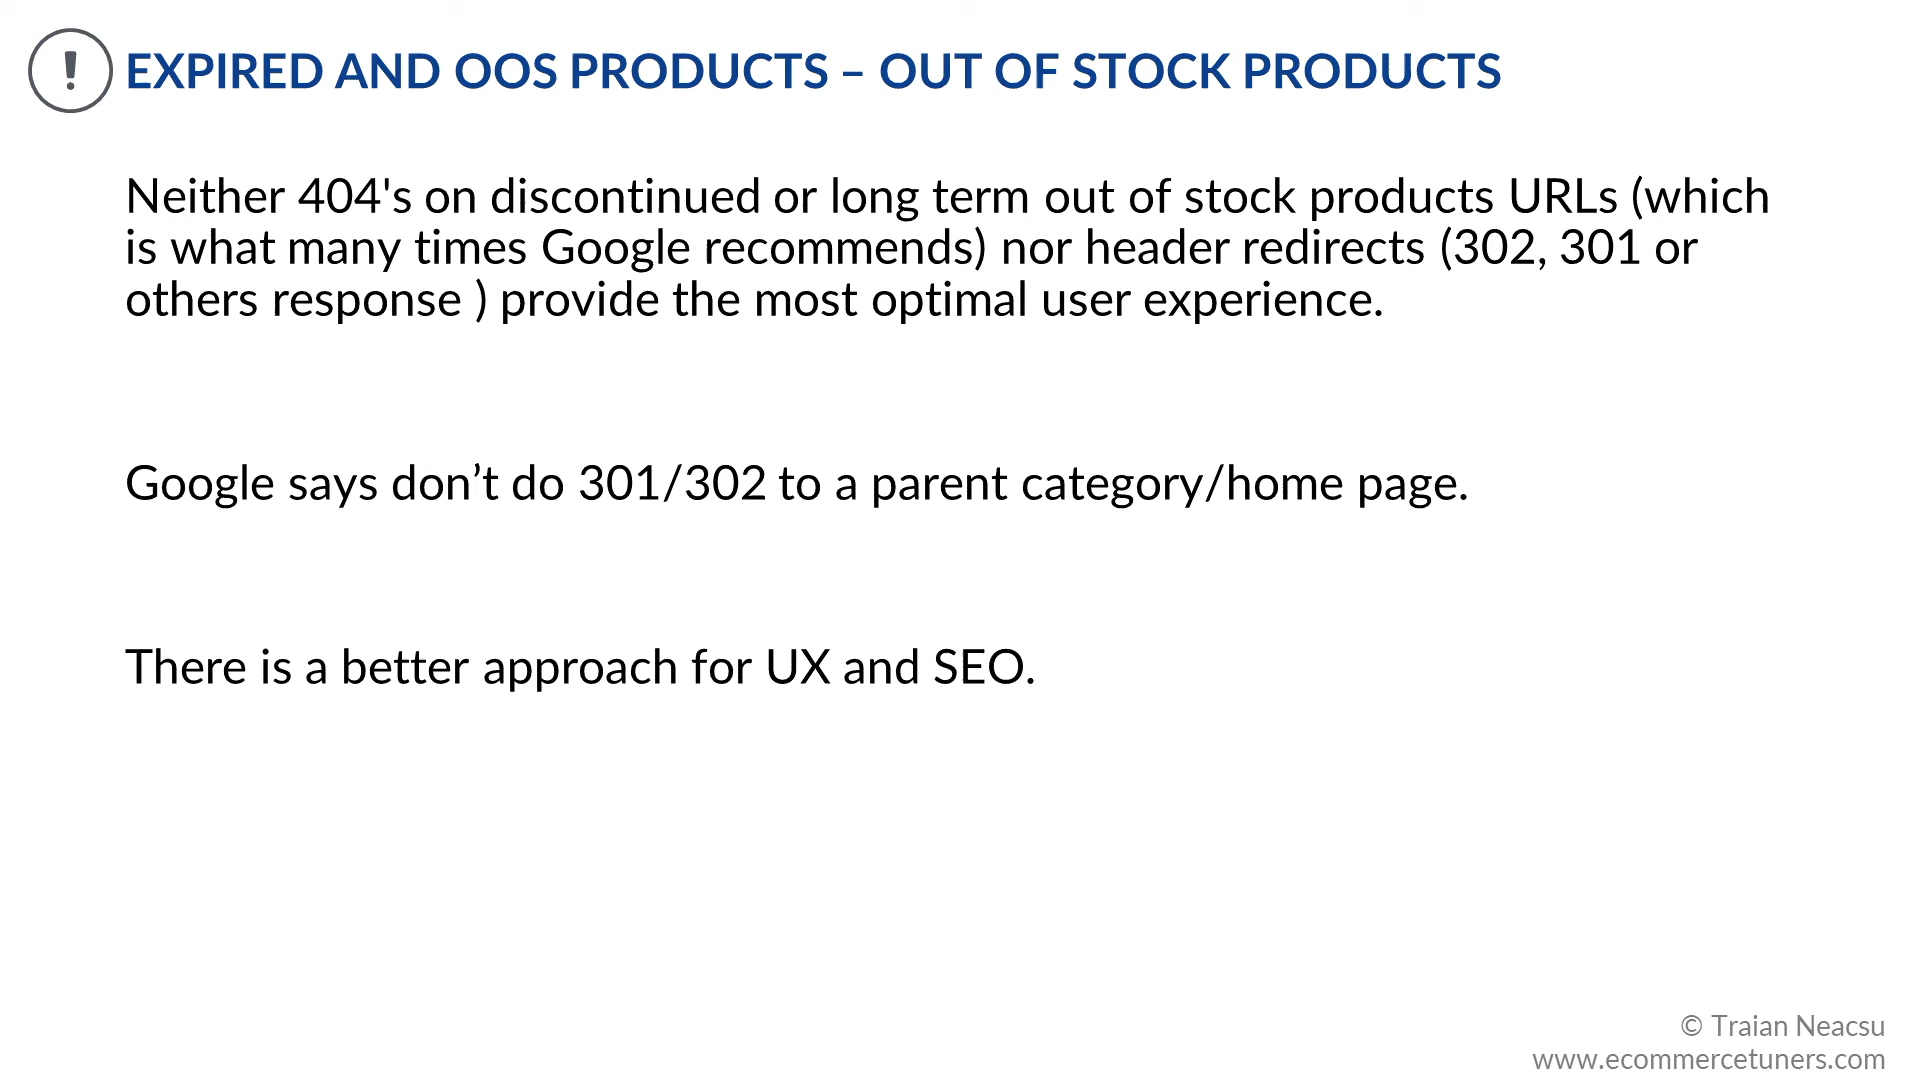 ! EXPIRED AND OOS PRODUCTS – OUT OF STOCK PRODUCTS
Neither 404's on discontinued or long term out of stock products URLs (which
is what many times Google recommends) nor header redirects (302, 301 or
others response ) provide the most optimal user experience.
Google says don’t do 301/302 to a parent category/home page.
There is a better approach for UX and SEO.
© Traian Neacsu
www.ecommercetuners.com